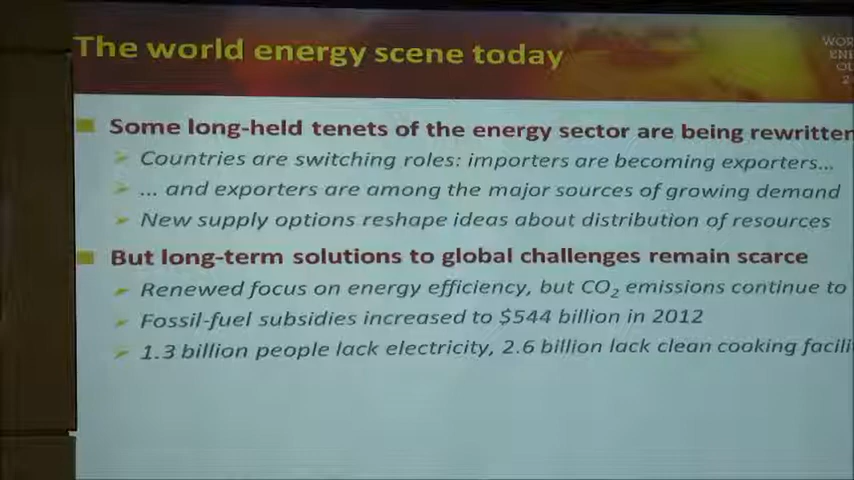 The world energy scene today
Some long-held tenets of the energy sector are being rewritten
Countries are switching roles: importers are becoming exporters...
... and exporters are among the major sources of growing demand
New supply options reshape ideas about distribution of resources
But long-term solutions to global challenges remain scarce
Renewed focus on energy efficiency, but CO₂ emissions continue to
Fossil-fuel subsidies increased to $544 billion in 2012
1.3 billion people lack electricity, 2.6 billion lack clean cooking